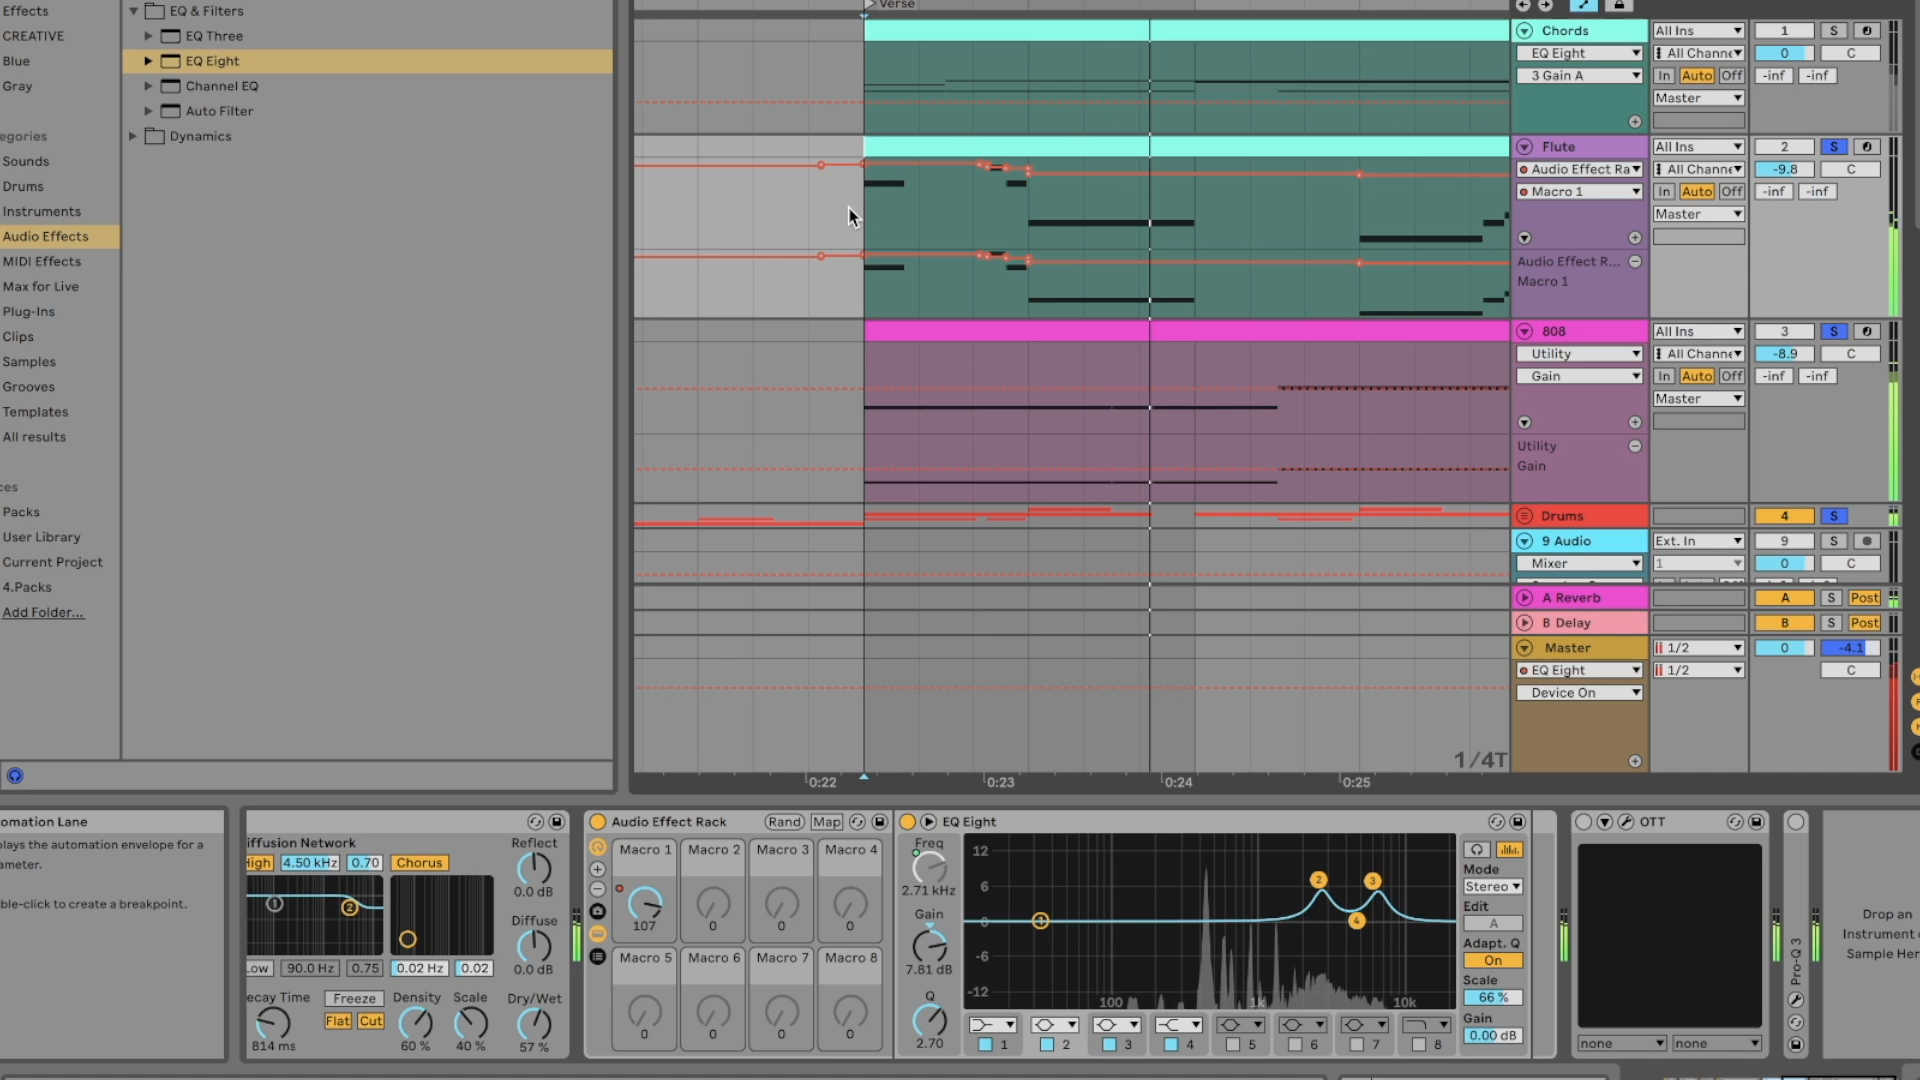 Effects
CREATIVE
Blue
Gray
egories
Sounds
Drums
Instruments
Audio Effects
MIDI Effects
Max for Live
Plug-Ins
Clips
Samples
Grooves
Templates
All results
ces
Packs
User Library
Current Project
4.Packs
Add Folder...
EQ & Filters
EQ Three
EQ Eight
Channel EQ
Auto Filter
Dynamics
Verse
Chords
EQ Eight
3 Gain A
All Ins
All Channe
In Auto Off
Master
1 S
0 C
-inf -inf
Flute
Audio Effect Ra
Macro 1
Audio Effect R...
Macro 1
All Ins
All Channe
In Auto Off
Master
2 S
-9.8 C
-inf -inf
808
Utility
Gain
Utility
Gain
All Ins
All Channe
In Auto Off
Master
3 S
-8.9 C
-inf -inf
Drums
4 S
9 Audio
Mixer
Ext. In
1
9 S
0 C
A Reverb
A S Post
B Delay
B S Post
Master
EQ Eight
Device On
1/2
1/2
0 -4.1
C
1/4T
0:22 0:23 0:24 0:25
omation Lane
plays the automation envelope for a
ameter.
ble-click to create a breakpoint.
iffusion Network
High 4.50 kHz 0.70 Chorus
Low 90.0 Hz 0.75 0.02 Hz 0.02
1 2
Reflect
0.0 dB
Diffuse
0.0 dB
ecay Time
814 ms
Freeze
Flat Cut
Density
60 %
Scale
40 %
Dry/Wet
57 %
Audio Effect Rack Rand Map
Macro 1 Macro 2 Macro 3 Macro 4
107 0 0 0
Macro 5 Macro 6 Macro 7 Macro 8
0 0 0 0
EQ Eight
Freq
2.71 kHz
Gain
7.81 dB
Q
2.70
12
6
0
-6
-12
100 1k 10k
1 2 3 4
1 2 3 4 5 6 7 8
Mode
Stereo
Edit
A
Adapt. Q
On
Scale
66 %
Gain
0.00 dB
OTT
none none
Pro-Q 3
Drop an
Instrument o
Sample Her